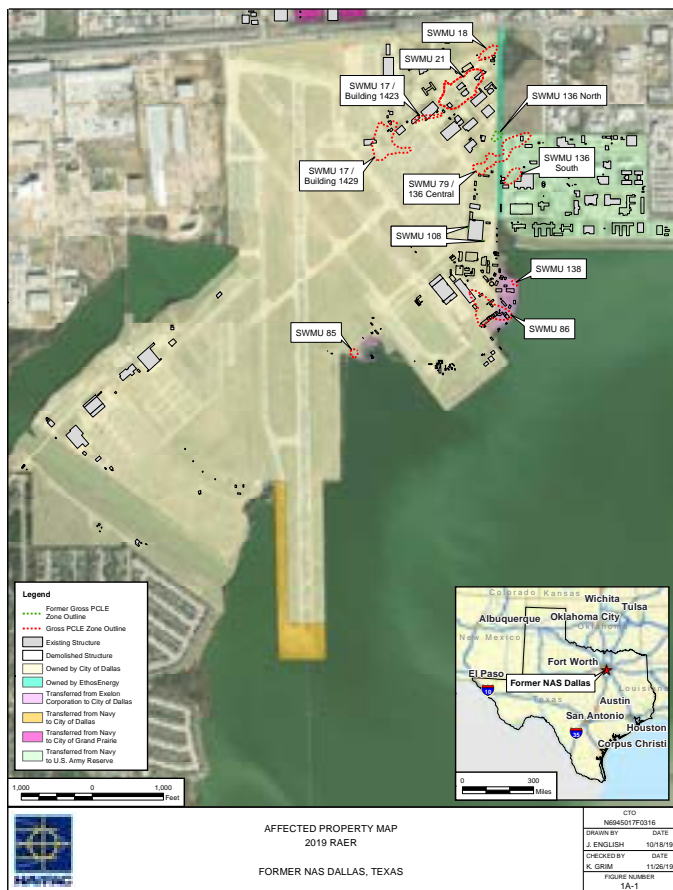 SWMU 18
SWMU 21
SWMU 17 /
Building 1423
SWMU 136 North
SWMU 17 /
Building 1429
SWMU 79 /
136 Central
SWMU 136
South
SWMU 108
SWMU 138
SWMU 85
SWMU 86
Legend
Former Gross PCLE
Zone Outline
Gross PCLE Zone Outline
Existing Structure
Demolished Structure
Owned by City of Dallas
Owned by EthosEnergy
Transferred from Exelon
Corporation to City of Dallas
Transferred from Navy
to City of Dallas
Transferred from Navy
to City of Grand Prairie
Transferred from Navy
to U.S. Army Reserve
1,000
0
1,000
Feet
Colorado
Kansas
Wichita
Tulsa
Albuquerque
Oklahoma City
Oklahoma
New Mexico
El Paso
Fort Worth
Former NAS Dallas
10
Texas
Louisiana
Austin
San Antonio
35
Houston
Corpus Christi
0
300
Miles
AFFECTED PROPERTY MAP
2019 RAER
FORMER NAS DALLAS, TEXAS
CTO
N6945017F0316
DRAWN BY DATE
J. ENGLISH 10/18/19
CHECKED BY DATE
K. GRIM 11/26/19
FIGURE NUMBER
1A-1